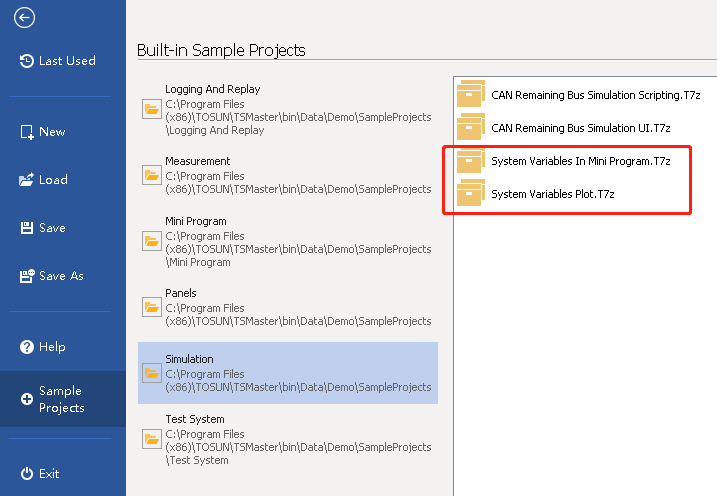 Last Used
New
Load
Save
Save As
Help
Sample
Projects
Exit
Built-in Sample Projects
Logging And Replay
C:\Program Files
(x86)\TOSUN\TSMaster\bin\Data\Demo\SampleProjects
\Logging And Replay
Measurement
C:\Program Files
(x86)\TOSUN\TSMaster\bin\Data\Demo\SampleProjects
Mini Program
C:\Program Files
(x86)\TOSUN\TSMaster\bin\Data\Demo\SampleProjects
\Mini Program
Panels
C:\Program Files
(x86)\TOSUN\TSMaster\bin\Data\Demo\SampleProjects
Simulation
C:\Program Files
(x86)\TOSUN\TSMaster\bin\Data\Demo\SampleProjects
Test System
C:\Program Files
(x86)\TOSUN\TSMaster\bin\Data\Demo\SampleProjects
\Test System
CAN Remaining Bus Simulation Scripting.T7z
CAN Remaining Bus Simulation UI.T7z
System Variables In Mini Program.T7z
System Variables Plot.T7z